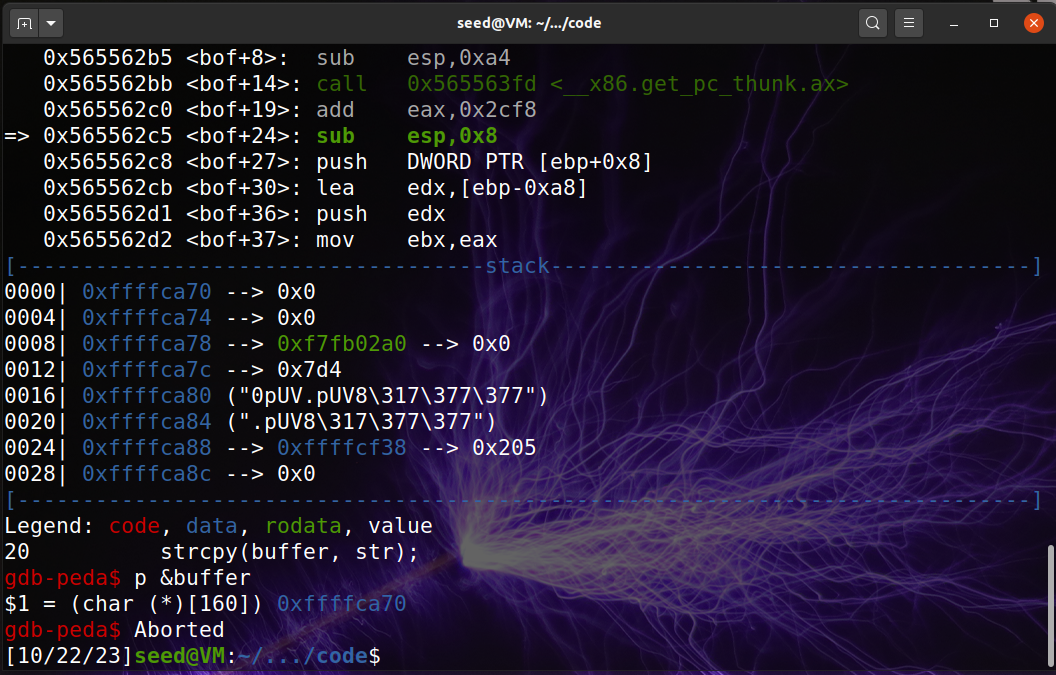 seed@VM: ~/.../code
0x565562b5 <bof+8>: sub esp,0xa4
0x565562bb <bof+14>: call 0x565563fd <__x86.get_pc_thunk.ax>
0x565562c0 <bof+19>: add eax,0x2cf8
=> 0x565562c5 <bof+24>: sub esp,0x8
0x565562c8 <bof+27>: push DWORD PTR [ebp+0x8]
0x565562cb <bof+30>: lea edx,[ebp-0xa8]
0x565562d1 <bof+36>: push edx
0x565562d2 <bof+37>: mov ebx,eax
[------------------------------------stack-------------------------------------]
0000| 0xffffca70 --> 0x0
0004| 0xffffca74 --> 0x0
0008| 0xffffca78 --> 0xf7fb02a0 --> 0x0
0012| 0xffffca7c --> 0x7d4
0016| 0xffffca80 ("0pUV.pUV8\317\377\377")
0020| 0xffffca84 (".pUV8\317\377\377")
0024| 0xffffca88 --> 0xffffcf38 --> 0x205
0028| 0xffffca8c --> 0x0
[------------------------------------------------------------------------------]
Legend: code, data, rodata, value
20 strcpy(buffer, str);
gdb-peda$ p &buffer
$1 = (char (*)[160]) 0xffffca70
gdb-peda$ Aborted
[10/22/23]seed@VM:~/.../code$